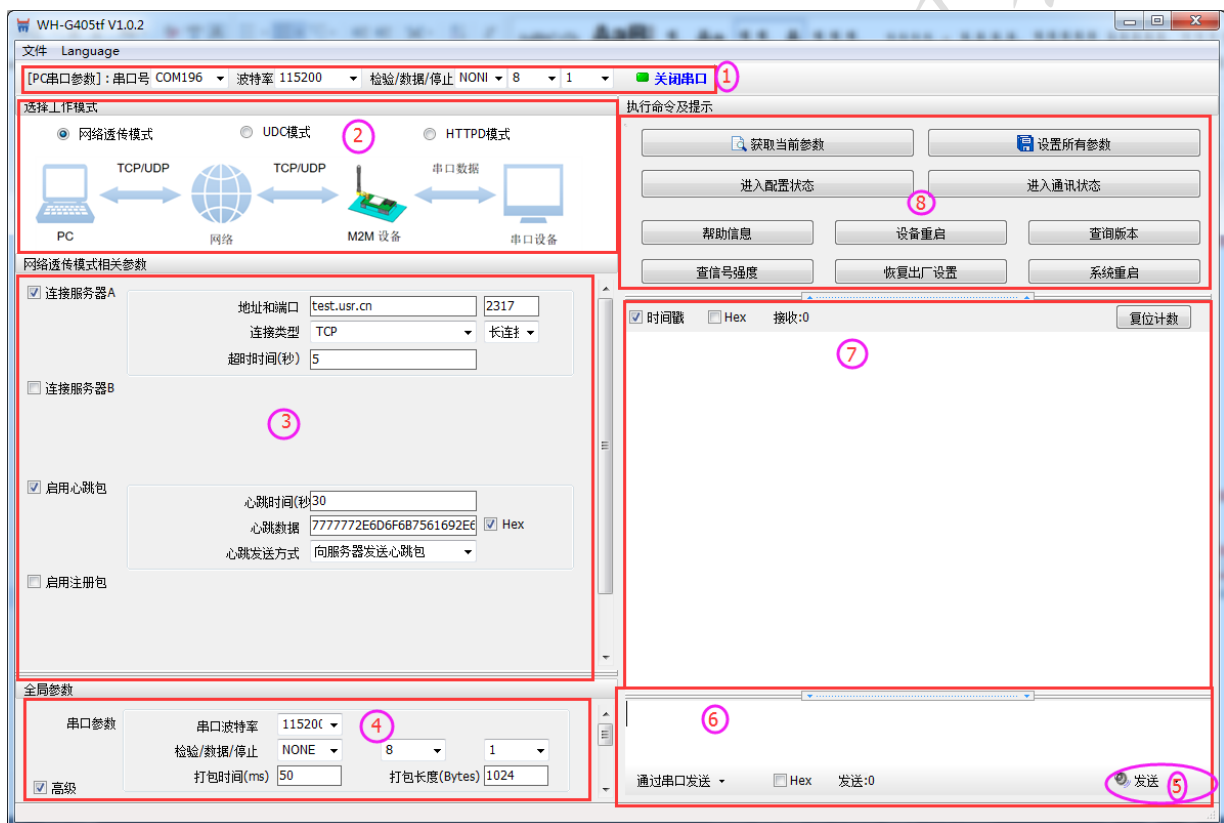 WH-G405tf V1.0.2
文件 Language
[PC串口参数]：串口号 COM196 波特率 115200 检验/数据/停止 NONI 8 1 关闭串口 1
选择工作模式
网络透传模式 UDC模式 2 HTTPD模式
TCP/UDP TCP/UDP 串口数据
PC 网络 M2M 设备 串口设备
网络透传模式相关参数
连接服务器A
地址和端口 test.usr.cn 2317
连接类型 TCP 长连接
超时时间(秒) 5
连接服务器B
3
启用心跳包
心跳时间(秒 30
心跳数据 7777772E6D6F6B7561692E6 Hex
心跳发送方式 向服务器发送心跳包
启用注册包
全局参数
串口参数 串口波特率 11520( 4
检验/数据/停止 NONE 8 1
打包时间(ms) 50 打包长度(Bytes) 1024
高级
执行命令及提示
获取当前参数 设置所有参数
进入配置状态 进入通讯状态
8
帮助信息 设备重启 查询版本
查信号强度 恢复出厂设置 系统重启
时间戳 Hex 接收:0 复位计数
7
6
通过串口发送 Hex 发送:0 发送 5